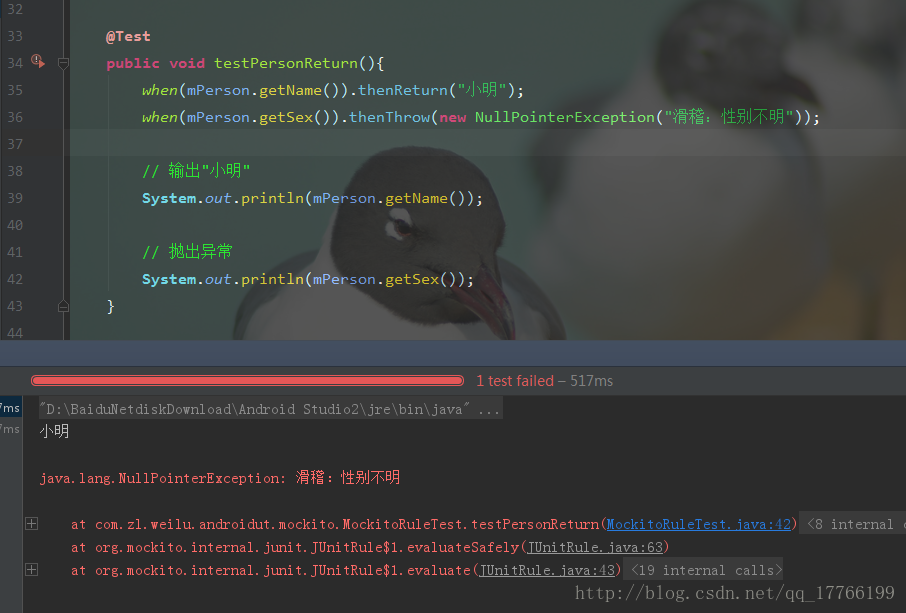 32
33 @Test
34 public void testPersonReturn(){
35 when(mPerson.getName()).thenReturn("小明");
36 when(mPerson.getSex()).thenThrow(new NullPointerException("滑稽：性别不明"));
37
38 // 输出"小明"
39 System.out.println(mPerson.getName());
40
41 // 抛出异常
42 System.out.println(mPerson.getSex());
43 }
44
1 test failed – 517ms
7ms "D:\BaiduNetdiskDownload\Android Studio2\jre\bin\java" ...
7ms 小明
java.lang.NullPointerException: 滑稽：性别不明
at com.zl.weilu.androidut.mockito.MockitoRuleTest.testPersonReturn(MockitoRuleTest.java:42) <8 internal c
at org.mockito.internal.junit.JUnitRule$1.evaluateSafely(JUnitRule.java:63)
at org.mockito.internal.junit.JUnitRule$1.evaluate(JUnitRule.java:43) <19 internal calls>
http://blog.csdn.net/qq_17766199